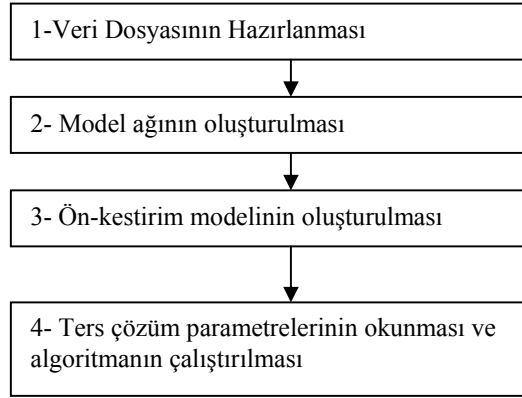 1-Veri Dosyasının Hazırlanması
2- Model ağının oluşturulması
3- Ön-kestirim modelinin oluşturulması
4- Ters çözüm parametrelerinin okunması ve
algoritmanın çalıştırılması